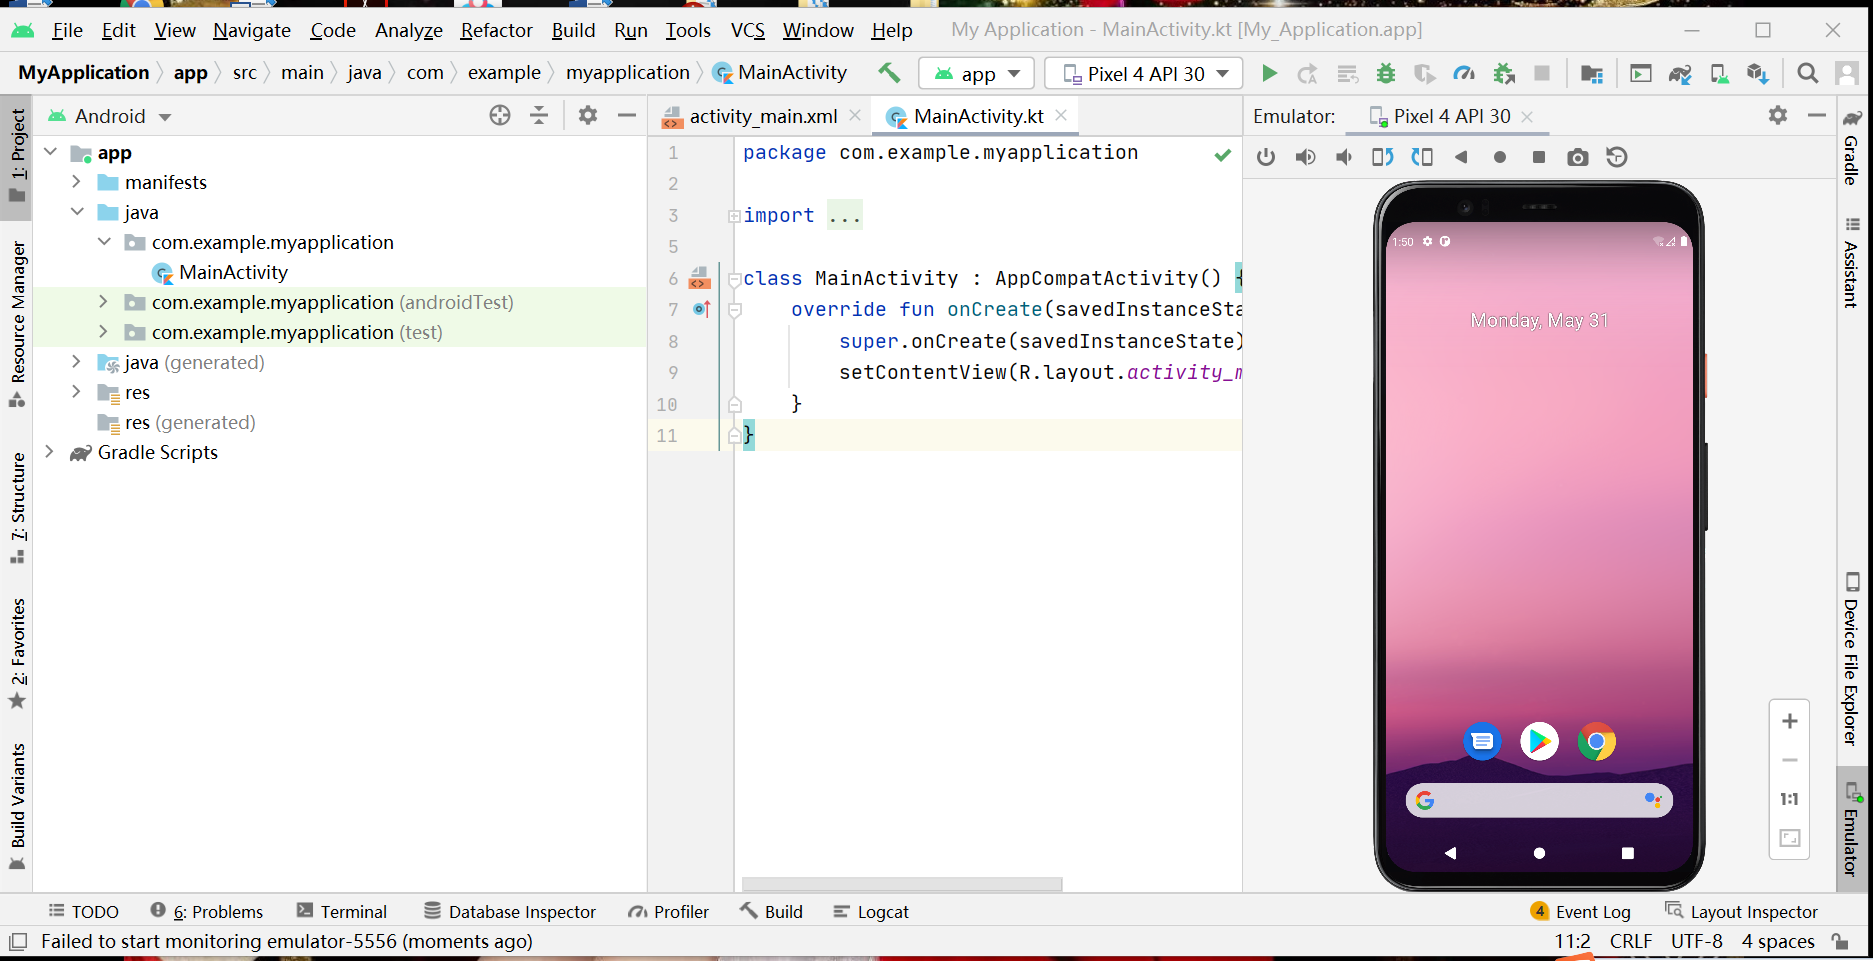 File Edit View Navigate Code Analyze Refactor Build Run Tools VCS Window Help My Application - MainActivity.kt [My_Application.app]
MyApplication app src main java com example myapplication MainActivity app Pixel 4 API 30
1: Project
Resource Manager
7: Structure
2: Favorites
Build Variants
Android
app
manifests
java
com.example.myapplication
MainActivity
com.example.myapplication (androidTest)
com.example.myapplication (test)
java (generated)
res
res (generated)
Gradle Scripts
activity_main.xml MainActivity.kt
1 package com.example.myapplication
2
3 import ...
5
6 class MainActivity : AppCompatActivity() {
7 override fun onCreate(savedInstanceSta
8 super.onCreate(savedInstanceState)
9 setContentView(R.layout.activity_m
10 }
11 }
Emulator: Pixel 4 API 30
1:50
Monday, May 31
1:1
Gradle
Assistant
Device File Explorer
Emulator
TODO 6: Problems Terminal Database Inspector Profiler Build Logcat 4 Event Log Layout Inspector
Failed to start monitoring emulator-5556 (moments ago) 11:2 CRLF UTF-8 4 spaces